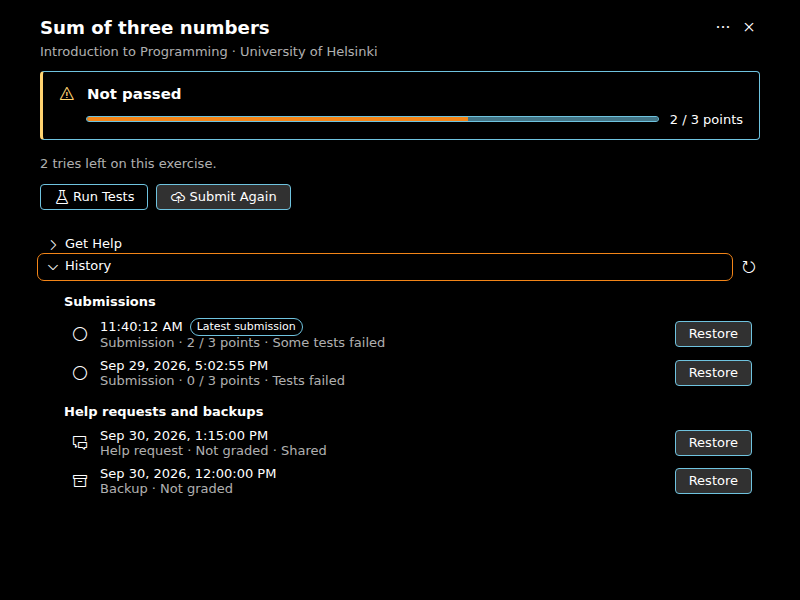 Sum of three numbers
Introduction to Programming · University of Helsinki
Not passed
2 / 3 points
2 tries left on this exercise.
Run Tests
Submit Again
Get Help
History
Submissions
11:40:12 AM Latest submission
Submission · 2 / 3 points · Some tests failed
Restore
Sep 29, 2026, 5:02:55 PM
Submission · 0 / 3 points · Tests failed
Restore
Help requests and backups
Sep 30, 2026, 1:15:00 PM
Help request · Not graded · Shared
Restore
Sep 30, 2026, 12:00:00 PM
Backup · Not graded
Restore